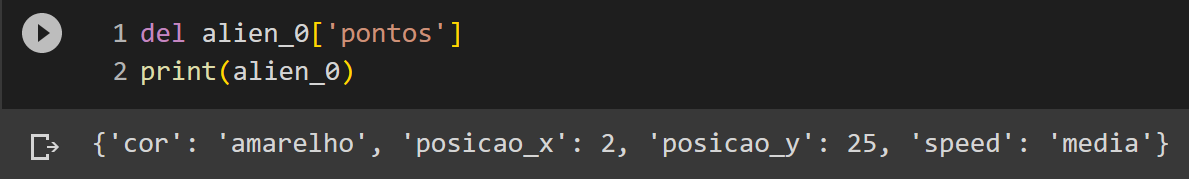 1 del alien_0['pontos']
2 print(alien_0)
{'cor': 'amarelho', 'posicao_x': 2, 'posicao_y': 25, 'speed': 'media'}